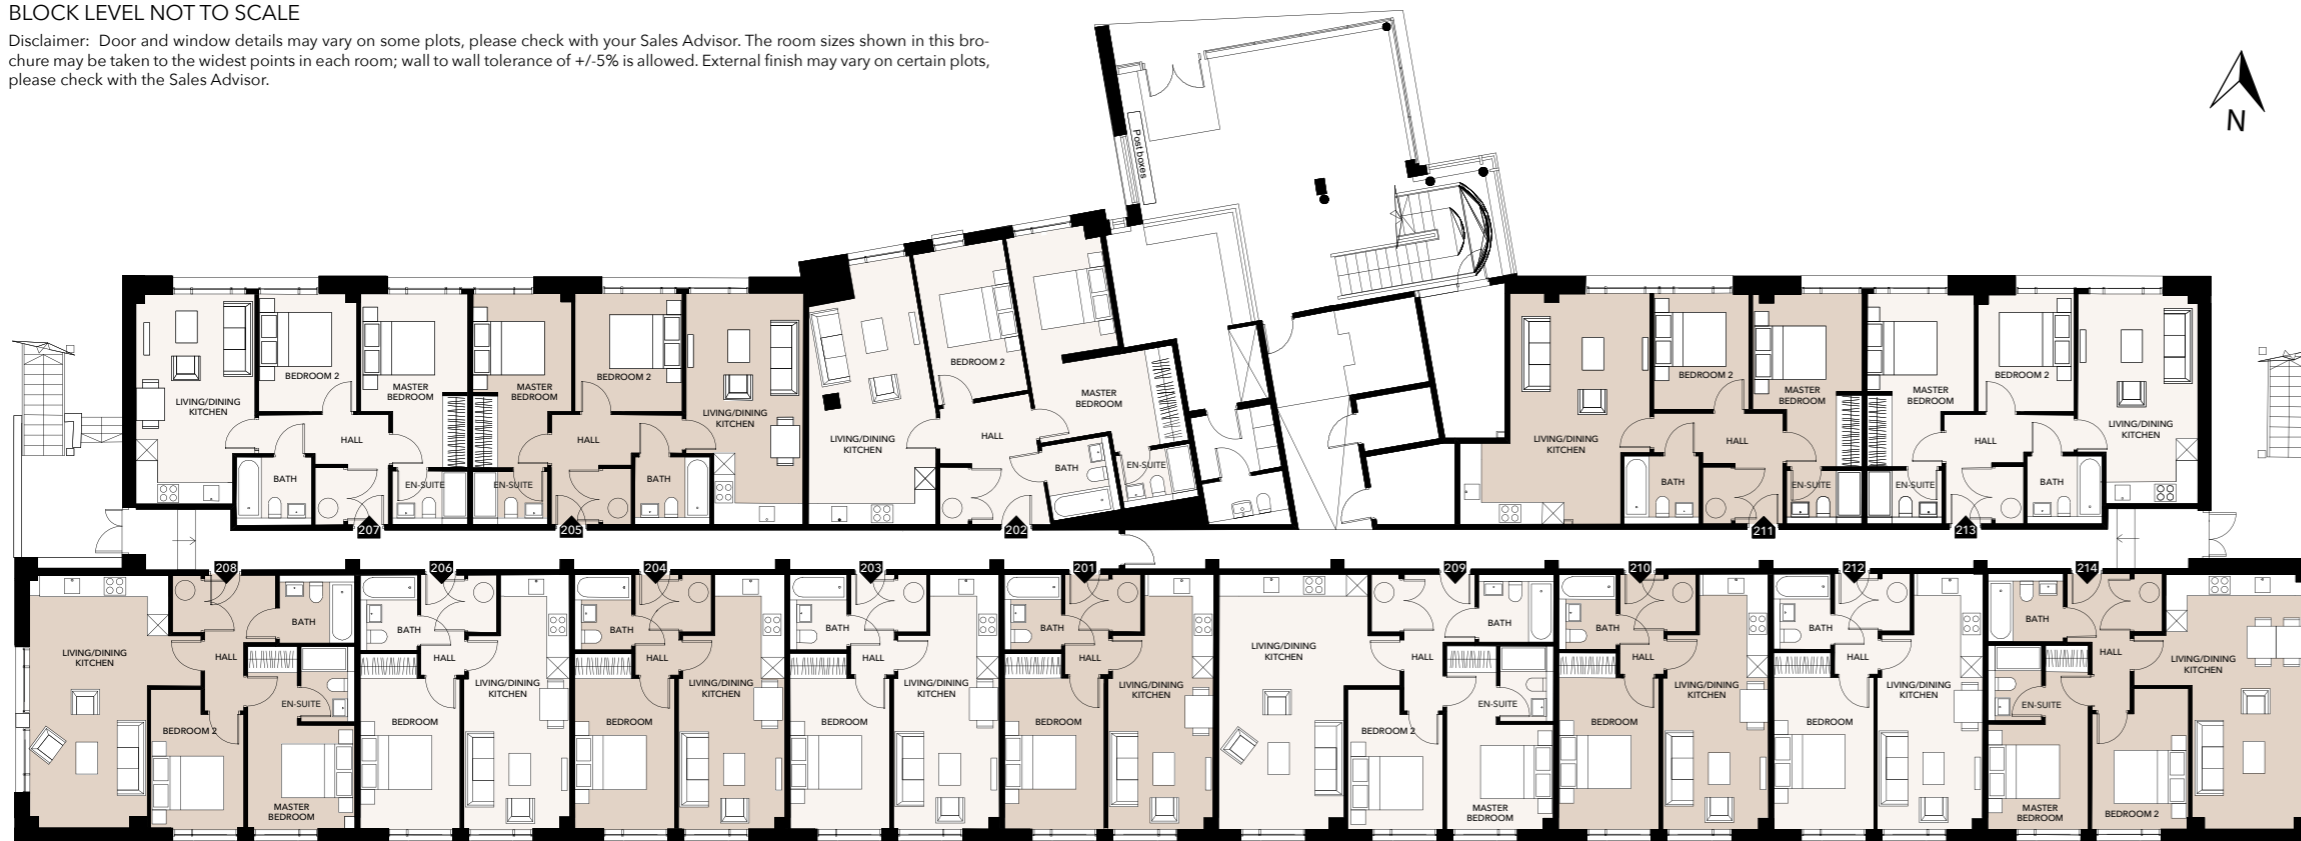 BLOCK LEVEL NOT TO SCALE
Disclaimer: Door and window details may vary on some plots, please check with your Sales Advisor. The room sizes shown in this bro-
chure may be taken to the widest points in each room; wall to wall tolerance of +/-5% is allowed. External finish may vary on certain plots,
please check with the Sales Advisor.
N
Post boxes
LIVING/DINING
KITCHEN
BEDROOM 2
MASTER
BEDROOM
HALL
BATH
EN-SUITE
207
MASTER
BEDROOM
BEDROOM 2
LIVING/DINING
KITCHEN
HALL
EN-SUITE
BATH
205
LIVING/DINING
KITCHEN
BEDROOM 2
MASTER
BEDROOM
HALL
BATH
EN-SUITE
202
LIVING/DINING
KITCHEN
BEDROOM 2
MASTER
BEDROOM
HALL
BATH
EN-SUITE
211
MASTER
BEDROOM
BEDROOM 2
LIVING/DINING
KITCHEN
HALL
EN-SUITE
BATH
213
208
LIVING/DINING
KITCHEN
BATH
HALL
EN-SUITE
BEDROOM 2
MASTER
BEDROOM
206
BATH
HALL
LIVING/DINING
KITCHEN
BEDROOM
204
BATH
HALL
LIVING/DINING
KITCHEN
BEDROOM
203
BATH
HALL
LIVING/DINING
KITCHEN
BEDROOM
201
BATH
HALL
LIVING/DINING
KITCHEN
BEDROOM
209
LIVING/DINING
KITCHEN
BATH
HALL
EN-SUITE
BEDROOM 2
MASTER
BEDROOM
210
BATH
HALL
LIVING/DINING
KITCHEN
BEDROOM
212
BATH
HALL
LIVING/DINING
KITCHEN
BEDROOM
214
BATH
HALL
LIVING/DINING
KITCHEN
EN-SUITE
MASTER
BEDROOM
BEDROOM 2